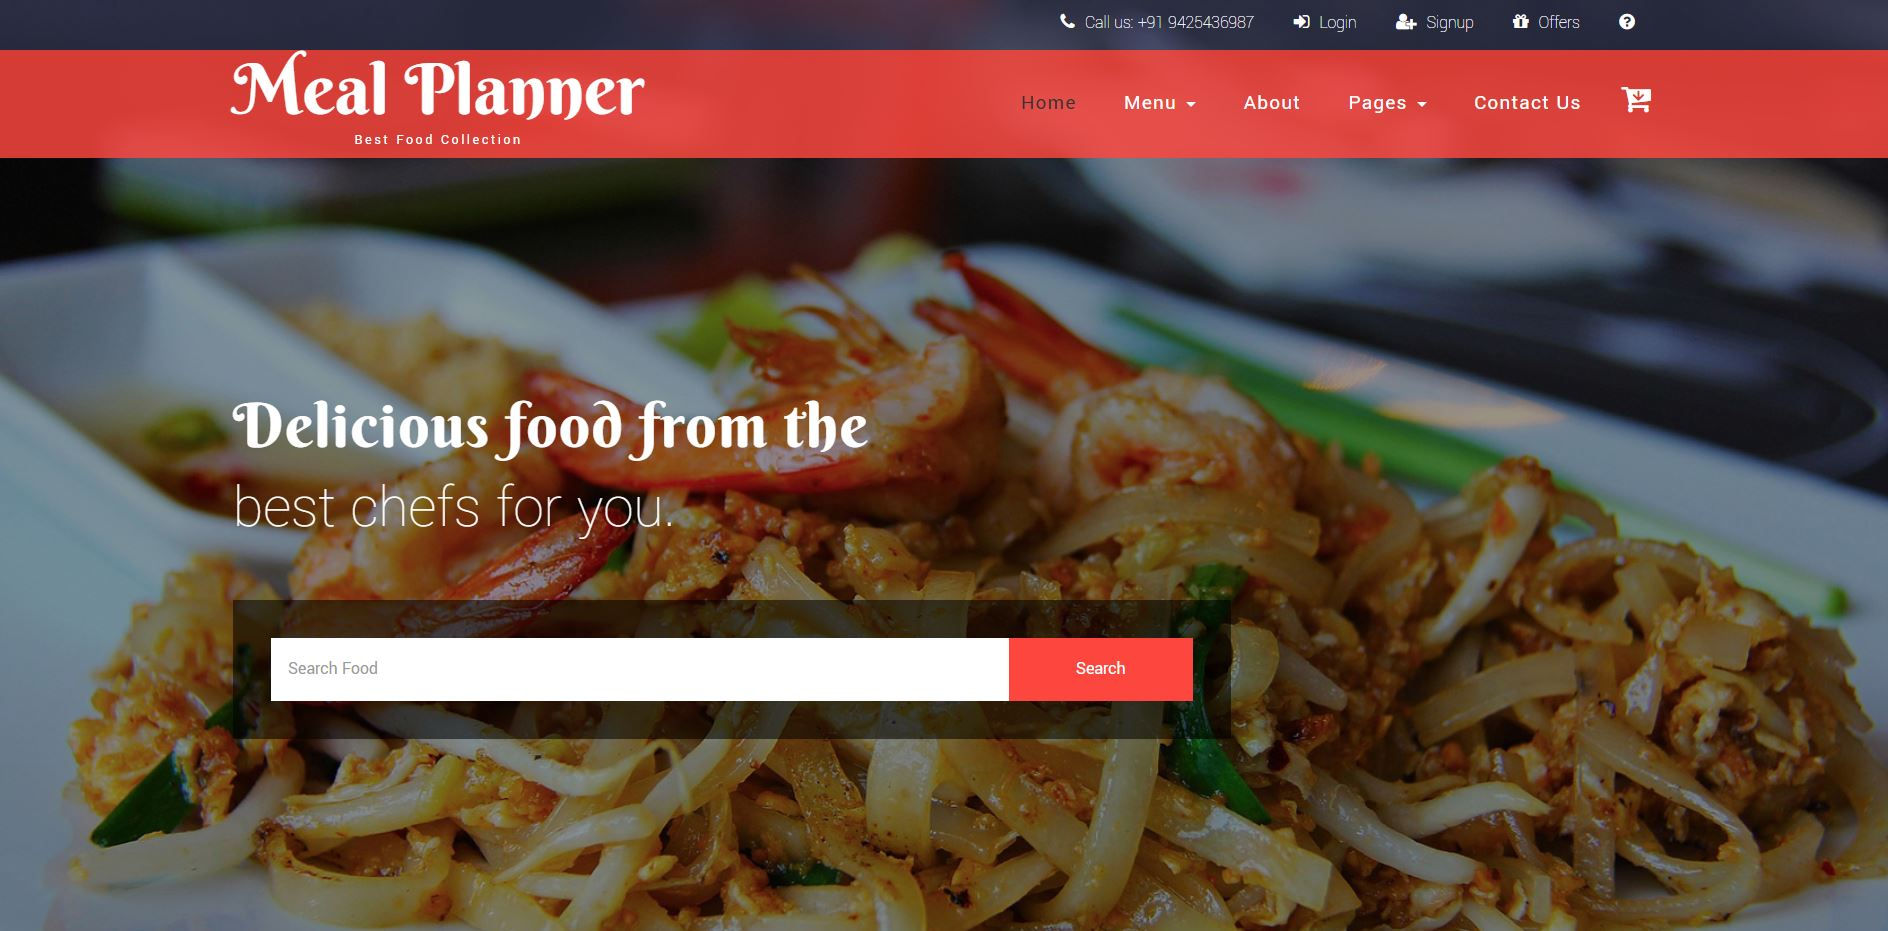 Call us: +91 9425436987 Login Signup Offers
Meal Planner
Best Food Collection
Home Menu About Pages Contact Us
Delicious food from the
best chefs for you.
Search Food Search